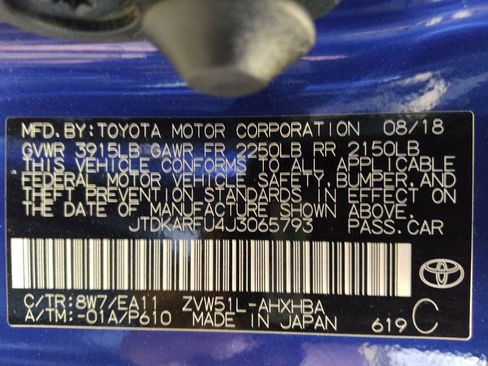 MFD.BY:TOYOTA MOTOR CORPORATION 08/18
GVWR 3915LB GAWR FR 2250LB RR 2150LB
THIS VEHICLE CONFORMS TO ALL APPLICABLE
FEDERAL MOTOR VEHICLE SAFETY, BUMPER, AND
THEFT PREVENTION STANDARDS IN EFFECT ON
THE DATE OF MANUFACTURE SHOWN ABOVE.
JTDKARFU4J3065793 PASS.CAR
C/TR:8W7/EA11 ZVW51L-AHXHBA
A/TM:-01A/P610 MADE IN JAPAN 619 C
TOYOTA